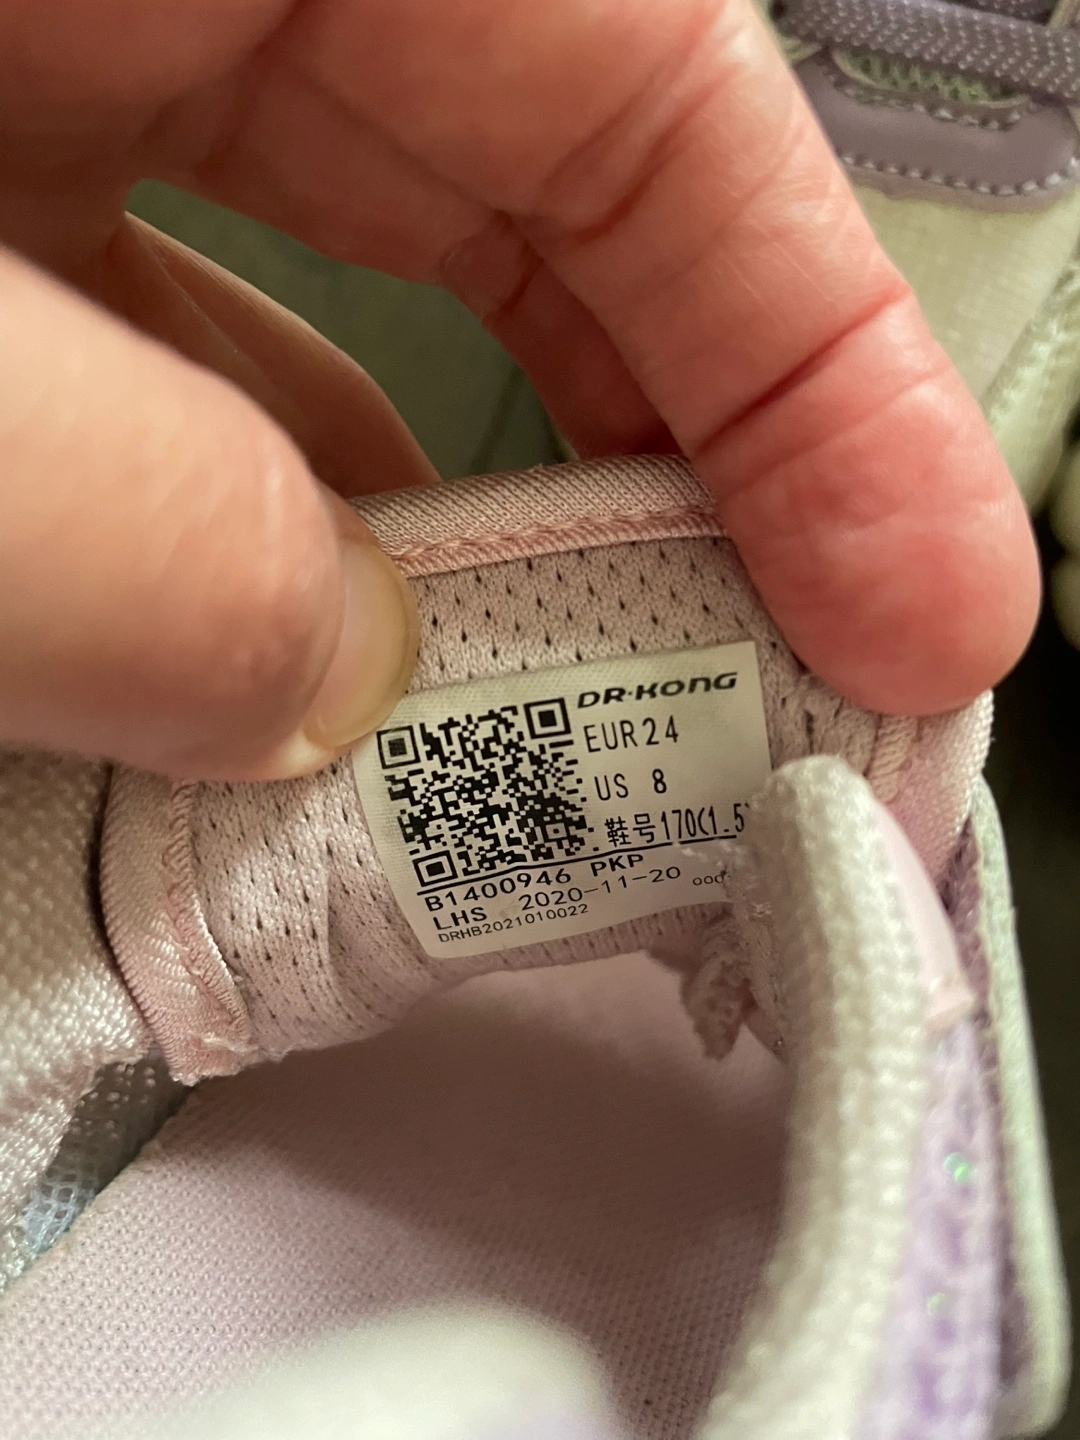 DR·KONG
EUR 24
US 8
鞋号170(1.5
B1400946 PKP
LHS 2020-11-20
DRHB2021010022